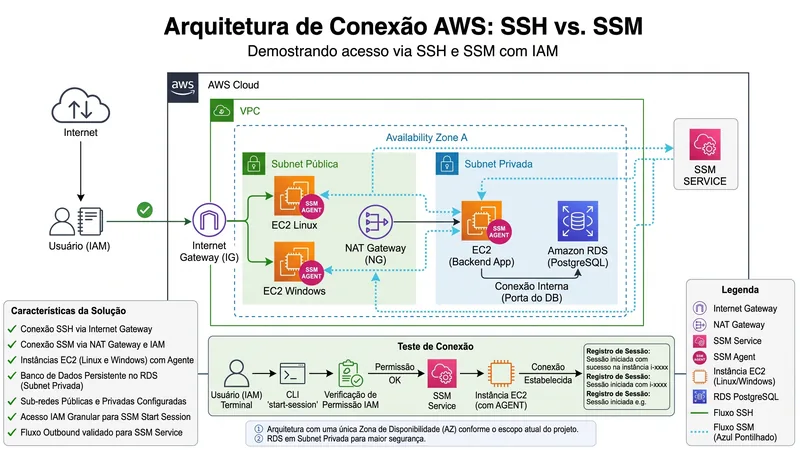 Arquitetura de Conexão AWS: SSH vs. SSM
Demostrando acesso via SSH e SSM com IAM
aws
AWS Cloud
VPC
Availability Zone A
Internet
Usuário (IAM)
Internet
Gateway (IG)
Subnet Pública
SSM
AGENT
EC2 Linux
SSM
AGENT
EC2 Windows
NAT Gateway
(NG)
Subnet Privada
SSM
AGENT
EC2
(Backend App)
Amazon RDS
(PostgreSQL)
Conexão Interna
(Porta do DB)
SSM
SERVICE
Características da Solução
Conexão SSH via Internet Gateway
Conexão SSM via NAT Gateway e IAM
Instâncias EC2 (Linux e Windows) com Agente
Banco de Dados Persistente no RDS
(Subnet Privada)
Sub-redes Públicas e Privadas Configuradas
Acesso IAM Granular para SSM Start Session
Fluxo Outbound validado para SSM Service
Teste de Conexão
Usuário (IAM)
Terminal
CLI
'start-session'
Verificação de
Permissão IAM
Permissão
OK
SSM
Service
Instância EC2
(com AGENT)
Conexão
Estabelecida
Registro de Sessão:
Sessão iniciada com
sucesso na instância i-xxxx
Registro de Sessão:
Sessão iniciada com i-xxxx
Registro de Sessão:
Sessão iniciada e.g.
1 Arquitetura com uma única Zona de Disponibilidade (AZ) conforme o escopo atual do projeto.
2 RDS em Subnet Privada para maior segurança.
Legenda
Internet Gateway
NAT Gateway
SSM Service
SSM AGENT
SSM Agent
Instância EC2
(Linux/Windows)
RDS PostgreSQL
Fluxo SSH
Fluxo SSM
(Azul Pontilhado)